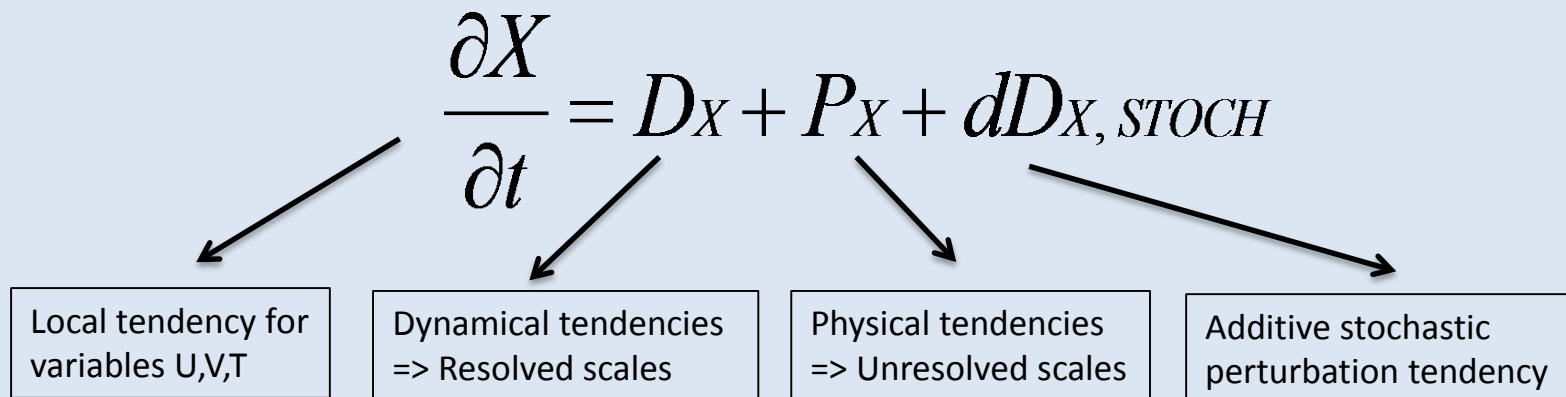 ∂X/∂t = DX + PX + dDX, STOCH
Local tendency for
variables U,V,T
Dynamical tendencies
=> Resolved scales
Physical tendencies
=> Unresolved scales
Additive stochastic
perturbation tendency